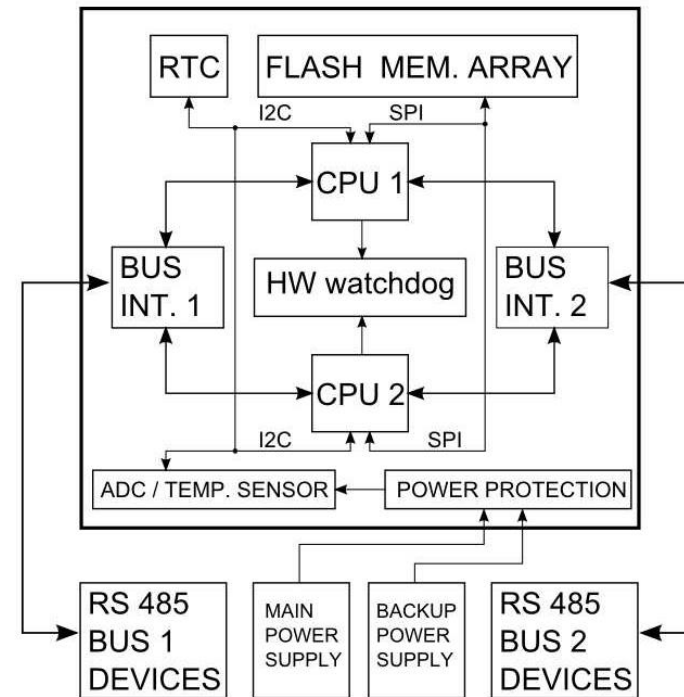 RTC
FLASH MEM. ARRAY
I2C
SPI
CPU 1
BUS
INT. 1
HW watchdog
BUS
INT. 2
CPU 2
I2C
SPI
ADC / TEMP. SENSOR
POWER PROTECTION
RS 485
BUS 1
DEVICES
MAIN
POWER
SUPPLY
BACKUP
POWER
SUPPLY
RS 485
BUS 2
DEVICES